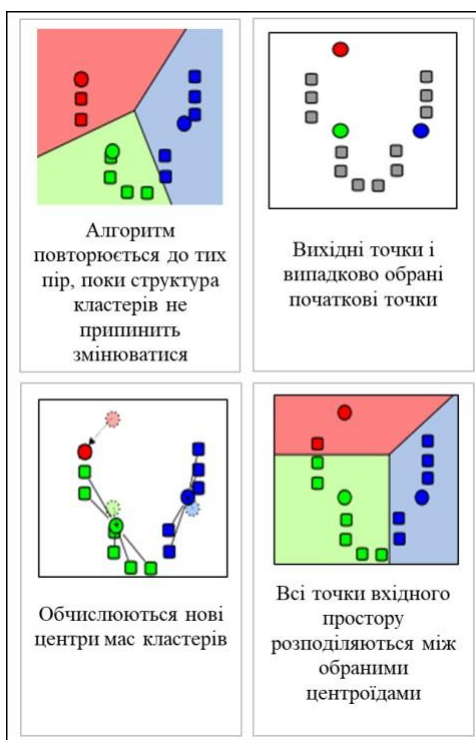 Алгоритм
повторюється до тих
пір, поки структура
кластерів не
припинить
змінюватися
Вихідні точки і
випадково обрані
початкові точки
Обчислюються нові
центри мас кластерів
Всі точки вхідного
простору
розподіляються між
обраними
центроїдами